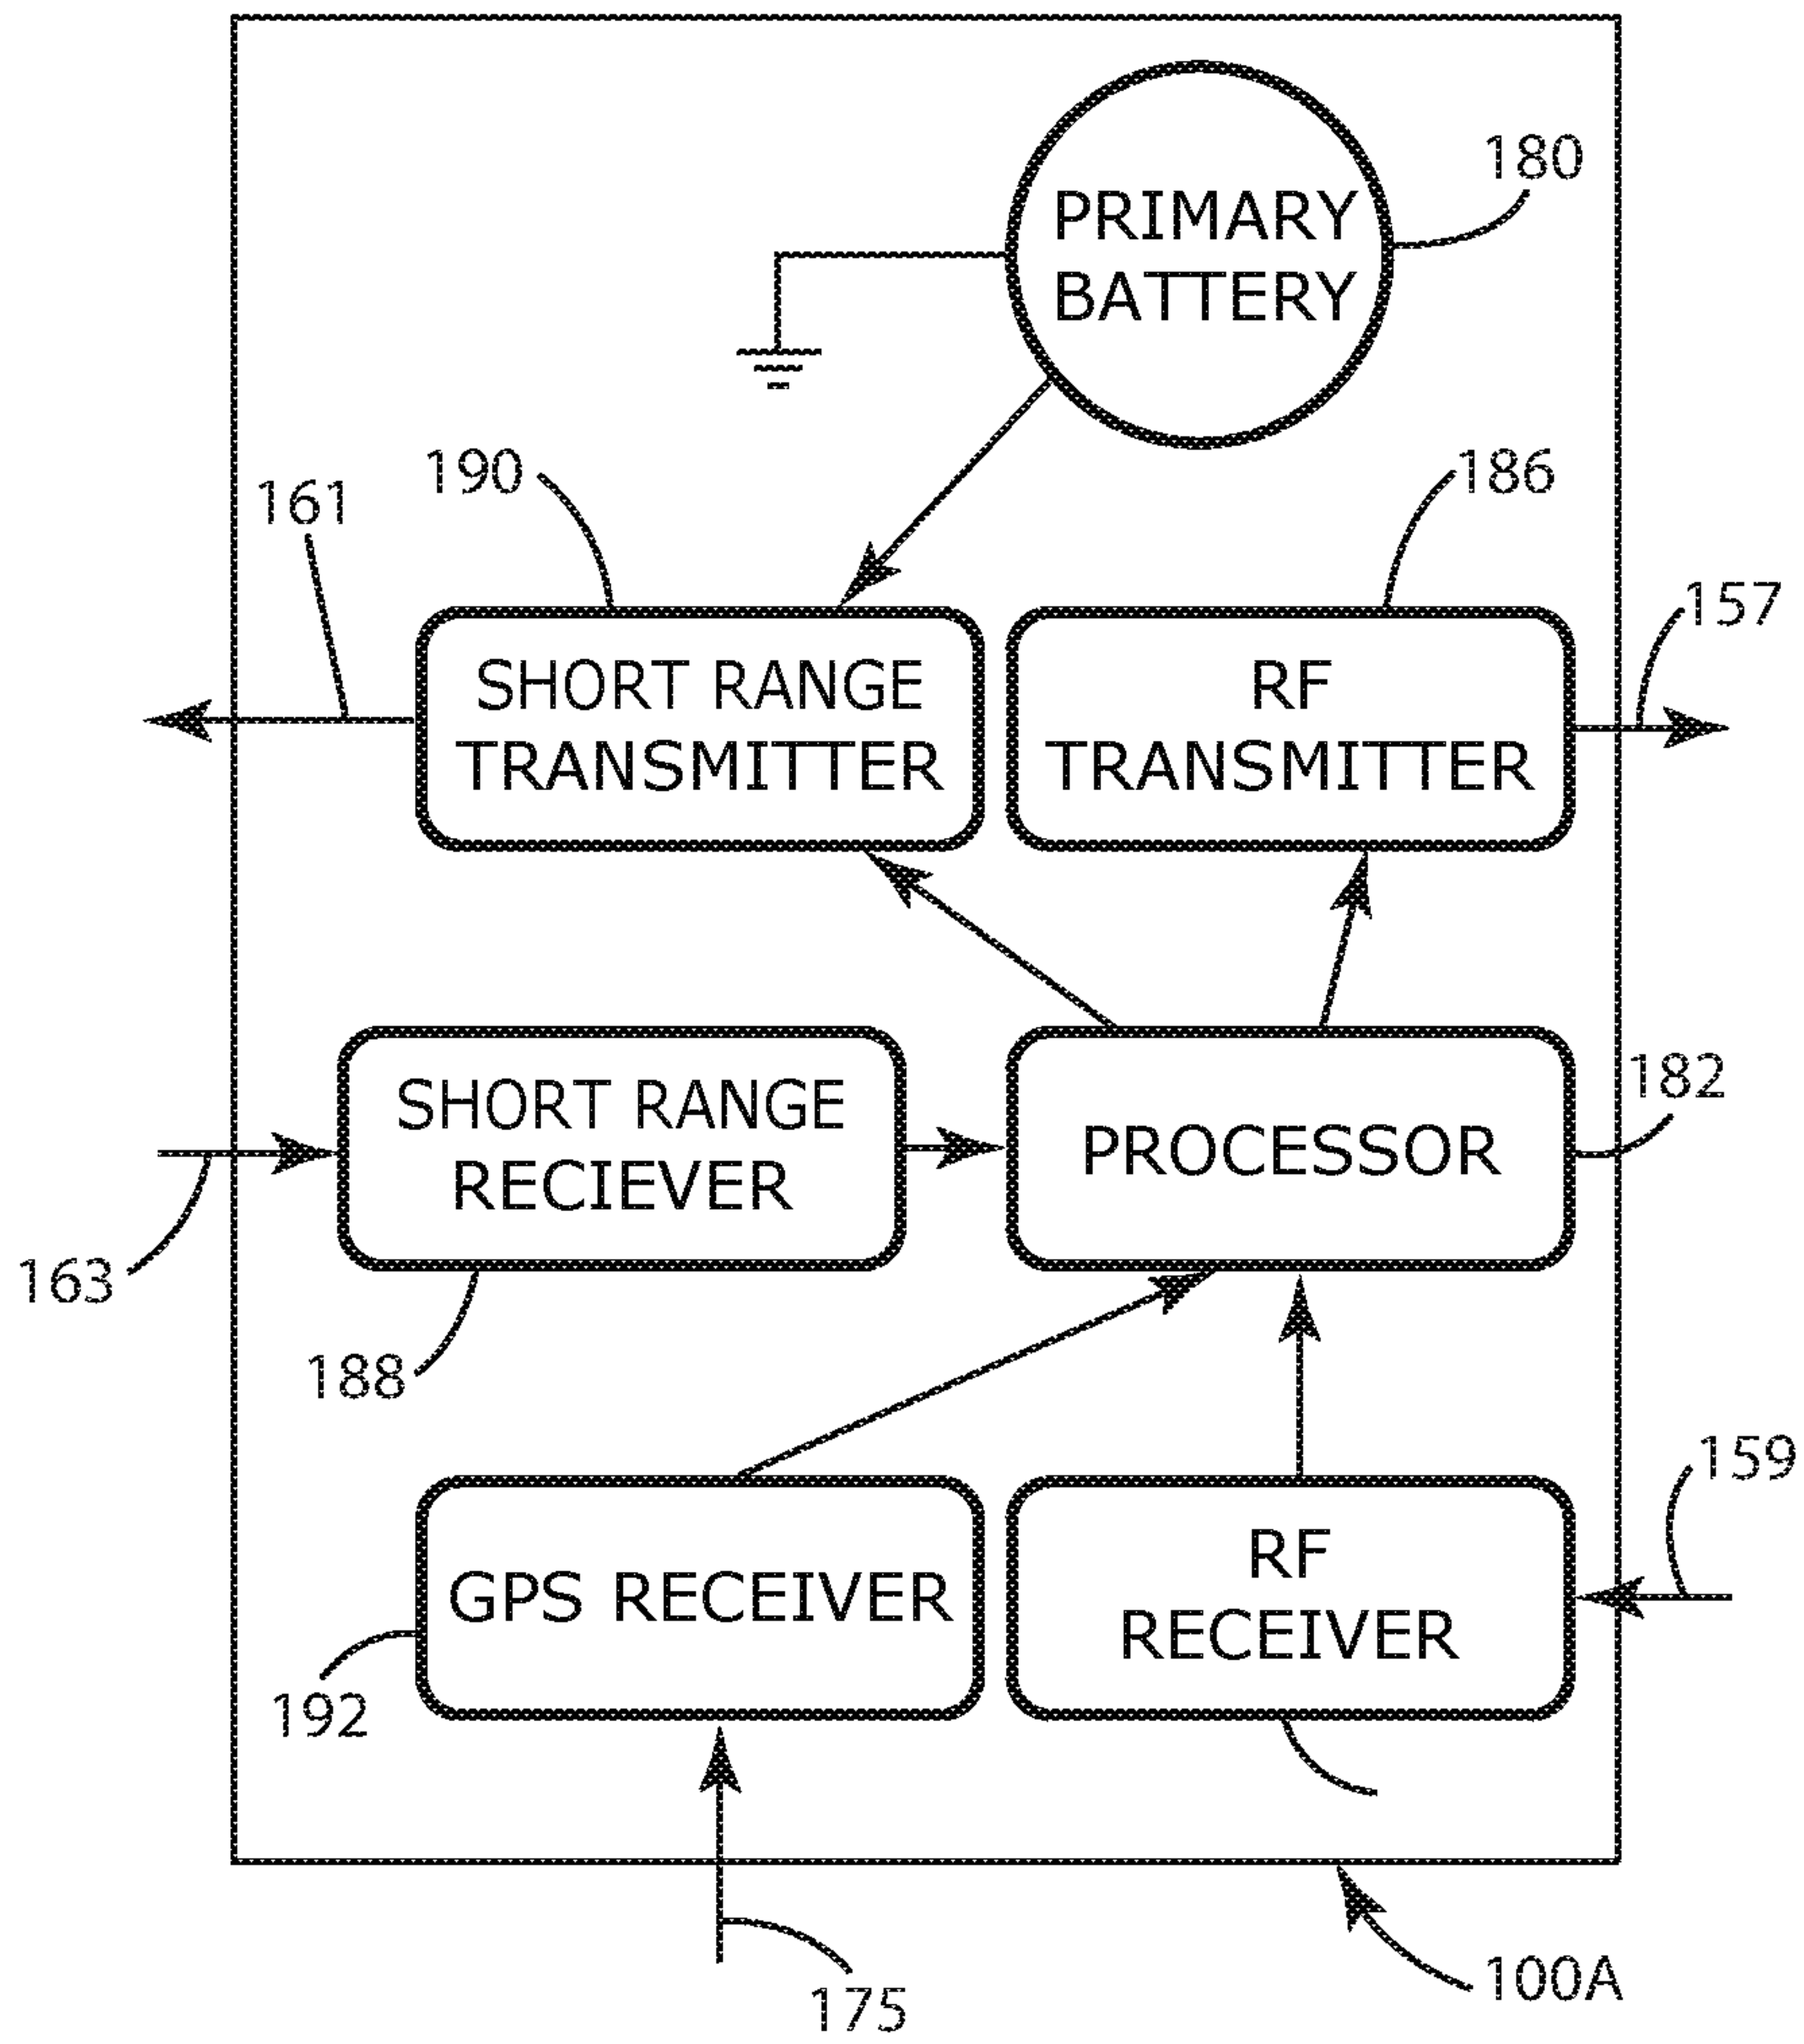 180
PRIMARY
BATTERY
190
186
161
157
SHORT RANGE
TRANSMITTER
RF
TRANSMITTER
182
SHORT RANGE
RECIEVER
PROCESSOR
163
188
159
GPS RECEIVER
RF
RECEIVER
192
100A
175